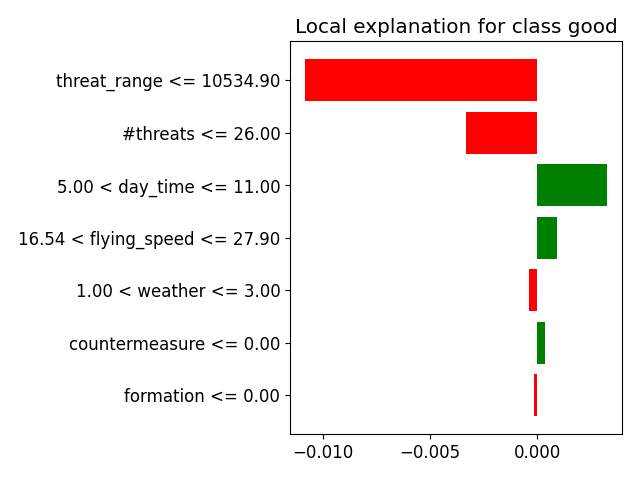 Local explanation for class good
threat_range <= 10534.90
#threats <= 26.00
5.00 < day_time <= 11.00
16.54 < flying_speed <= 27.90
1.00 < weather <= 3.00
countermeasure <= 0.00
formation <= 0.00
−0.010 −0.005 0.000